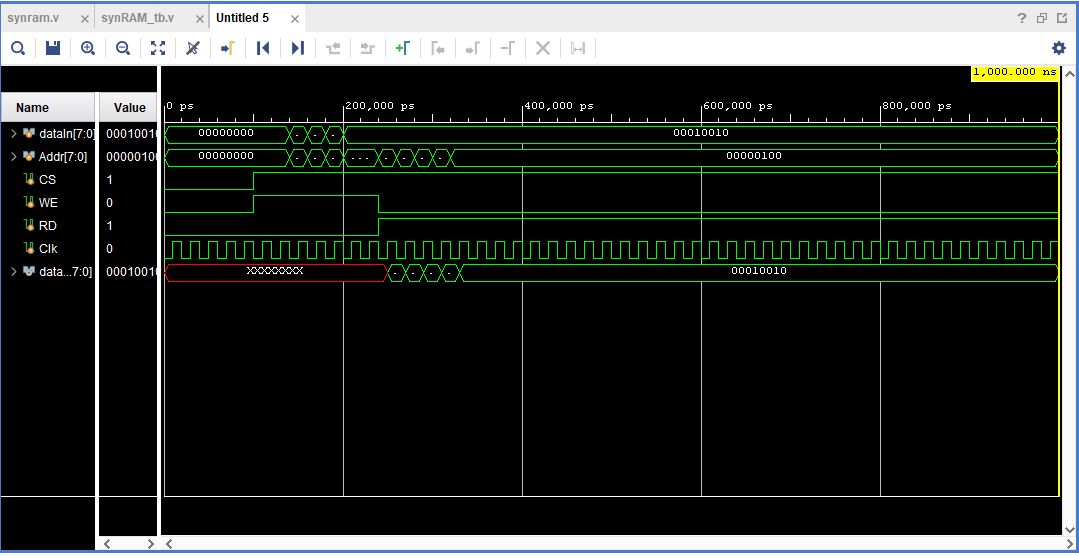 synram.v synRAM_tb.v Untitled 5
1,000.000 ns
Name Value 0 ps 200,000 ps 400,000 ps 600,000 ps 800,000 ps
dataIn[7:0] 00010010 00000000 . . . 00010010
Addr[7:0] 00000100 00000000 . . . ... . . . . 00000100
CS 1
WE 0
RD 1
Clk 0
data...7:0] 00010010 XXXXXXXX . . . . 00010010